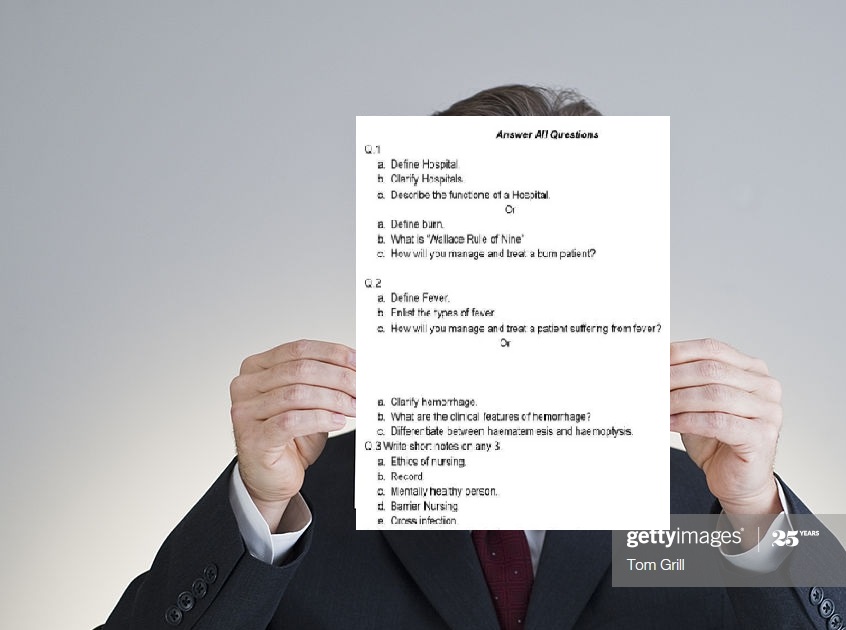 Answer All Questions
Q.1
a. Define Hospital.
b. Clarify Hospitals.
c. Describe the functions of a Hospital.
Or
a. Define burn.
b. What is "Wallace Rule of Nine"
c. How will you manage and treat a burn patient?
Q.2
a. Define Fever.
b. Enlist the types of fever
c. How will you manage and treat a patient suffering from fever?
Or
a. Clarify hemorrhage.
b. What are the clinical features of hemorrhage?
c. Differentiate between haematemesis and haemoplysis.
Q.3 Write short notes on any 3
a. Ethics of nursing.
b. Record
c. Mentally healthy person.
d. Barrier Nursing
e. Cross infection.
gettyimages® | 25 YEARS
Tom Grill